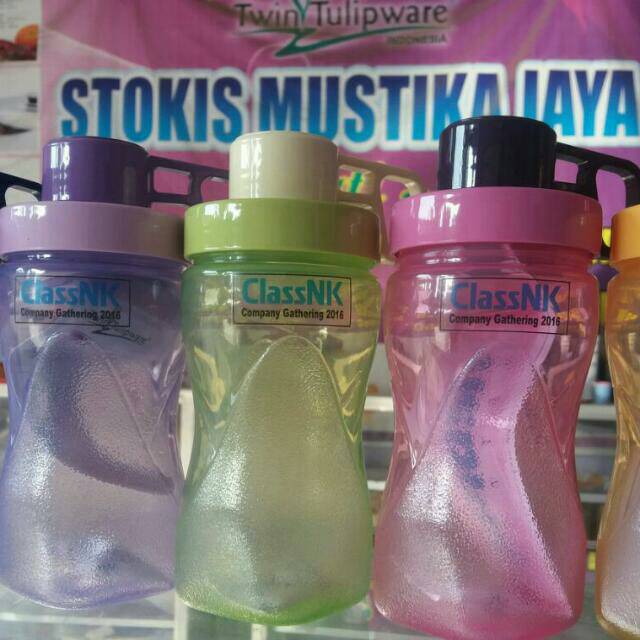 Twin Tulipware
INDONESIA
STOKIS MUSTIKA JAYA
ClassNK
Company Gathering 2016
ClassNK
Company Gathering 2016
ClassNK
Company Gathering 2016